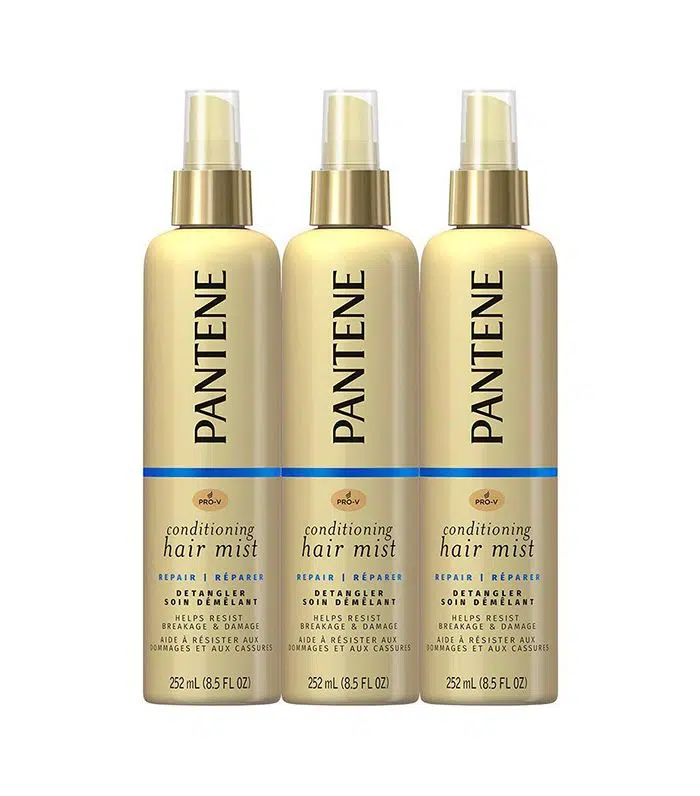 PANTENE
PRO-V
conditioning
hair mist
REPAIR | RÉPARER
DETANGLER
SOIN DÉMÊLANT
HELPS RESIST
BREAKAGE & DAMAGE
AIDE À RÉSISTER AUX
DOMMAGES ET AUX CASSURES
252 mL (8.5 FL OZ)
PANTENE
PRO-V
conditioning
hair mist
REPAIR | RÉPARER
DETANGLER
SOIN DÉMÊLANT
HELPS RESIST
BREAKAGE & DAMAGE
AIDE À RÉSISTER AUX
DOMMAGES ET AUX CASSURES
252 mL (8.5 FL OZ)
PANTENE
PRO-V
conditioning
hair mist
REPAIR | RÉPARER
DETANGLER
SOIN DÉMÊLANT
HELPS RESIST
BREAKAGE & DAMAGE
AIDE À RÉSISTER AUX
DOMMAGES ET AUX CASSURES
252 mL (8.5 FL OZ)